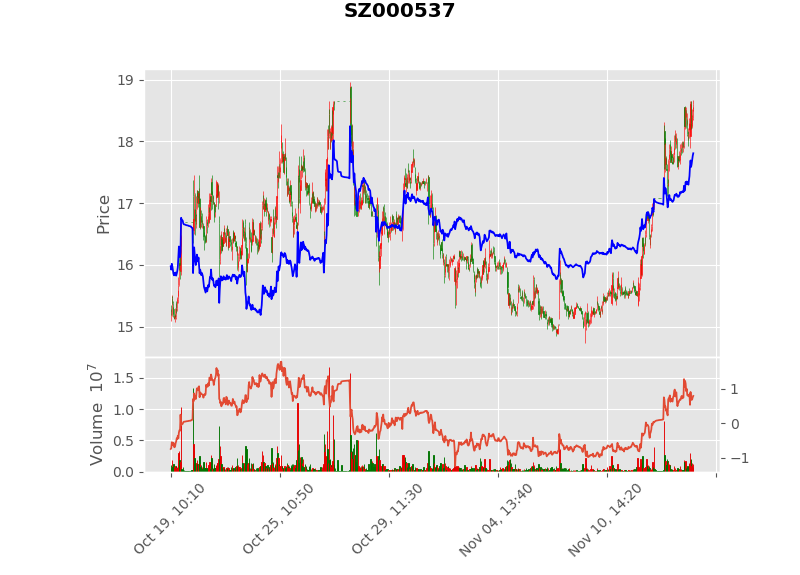 SZ000537
19
18
17
16
15
Price
1.5
1.0
0.5
0.0
Volume 10^7
1
0
−1
Oct 19, 10:10
Oct 25, 10:50
Oct 29, 11:30
Nov 04, 13:40
Nov 10, 14:20